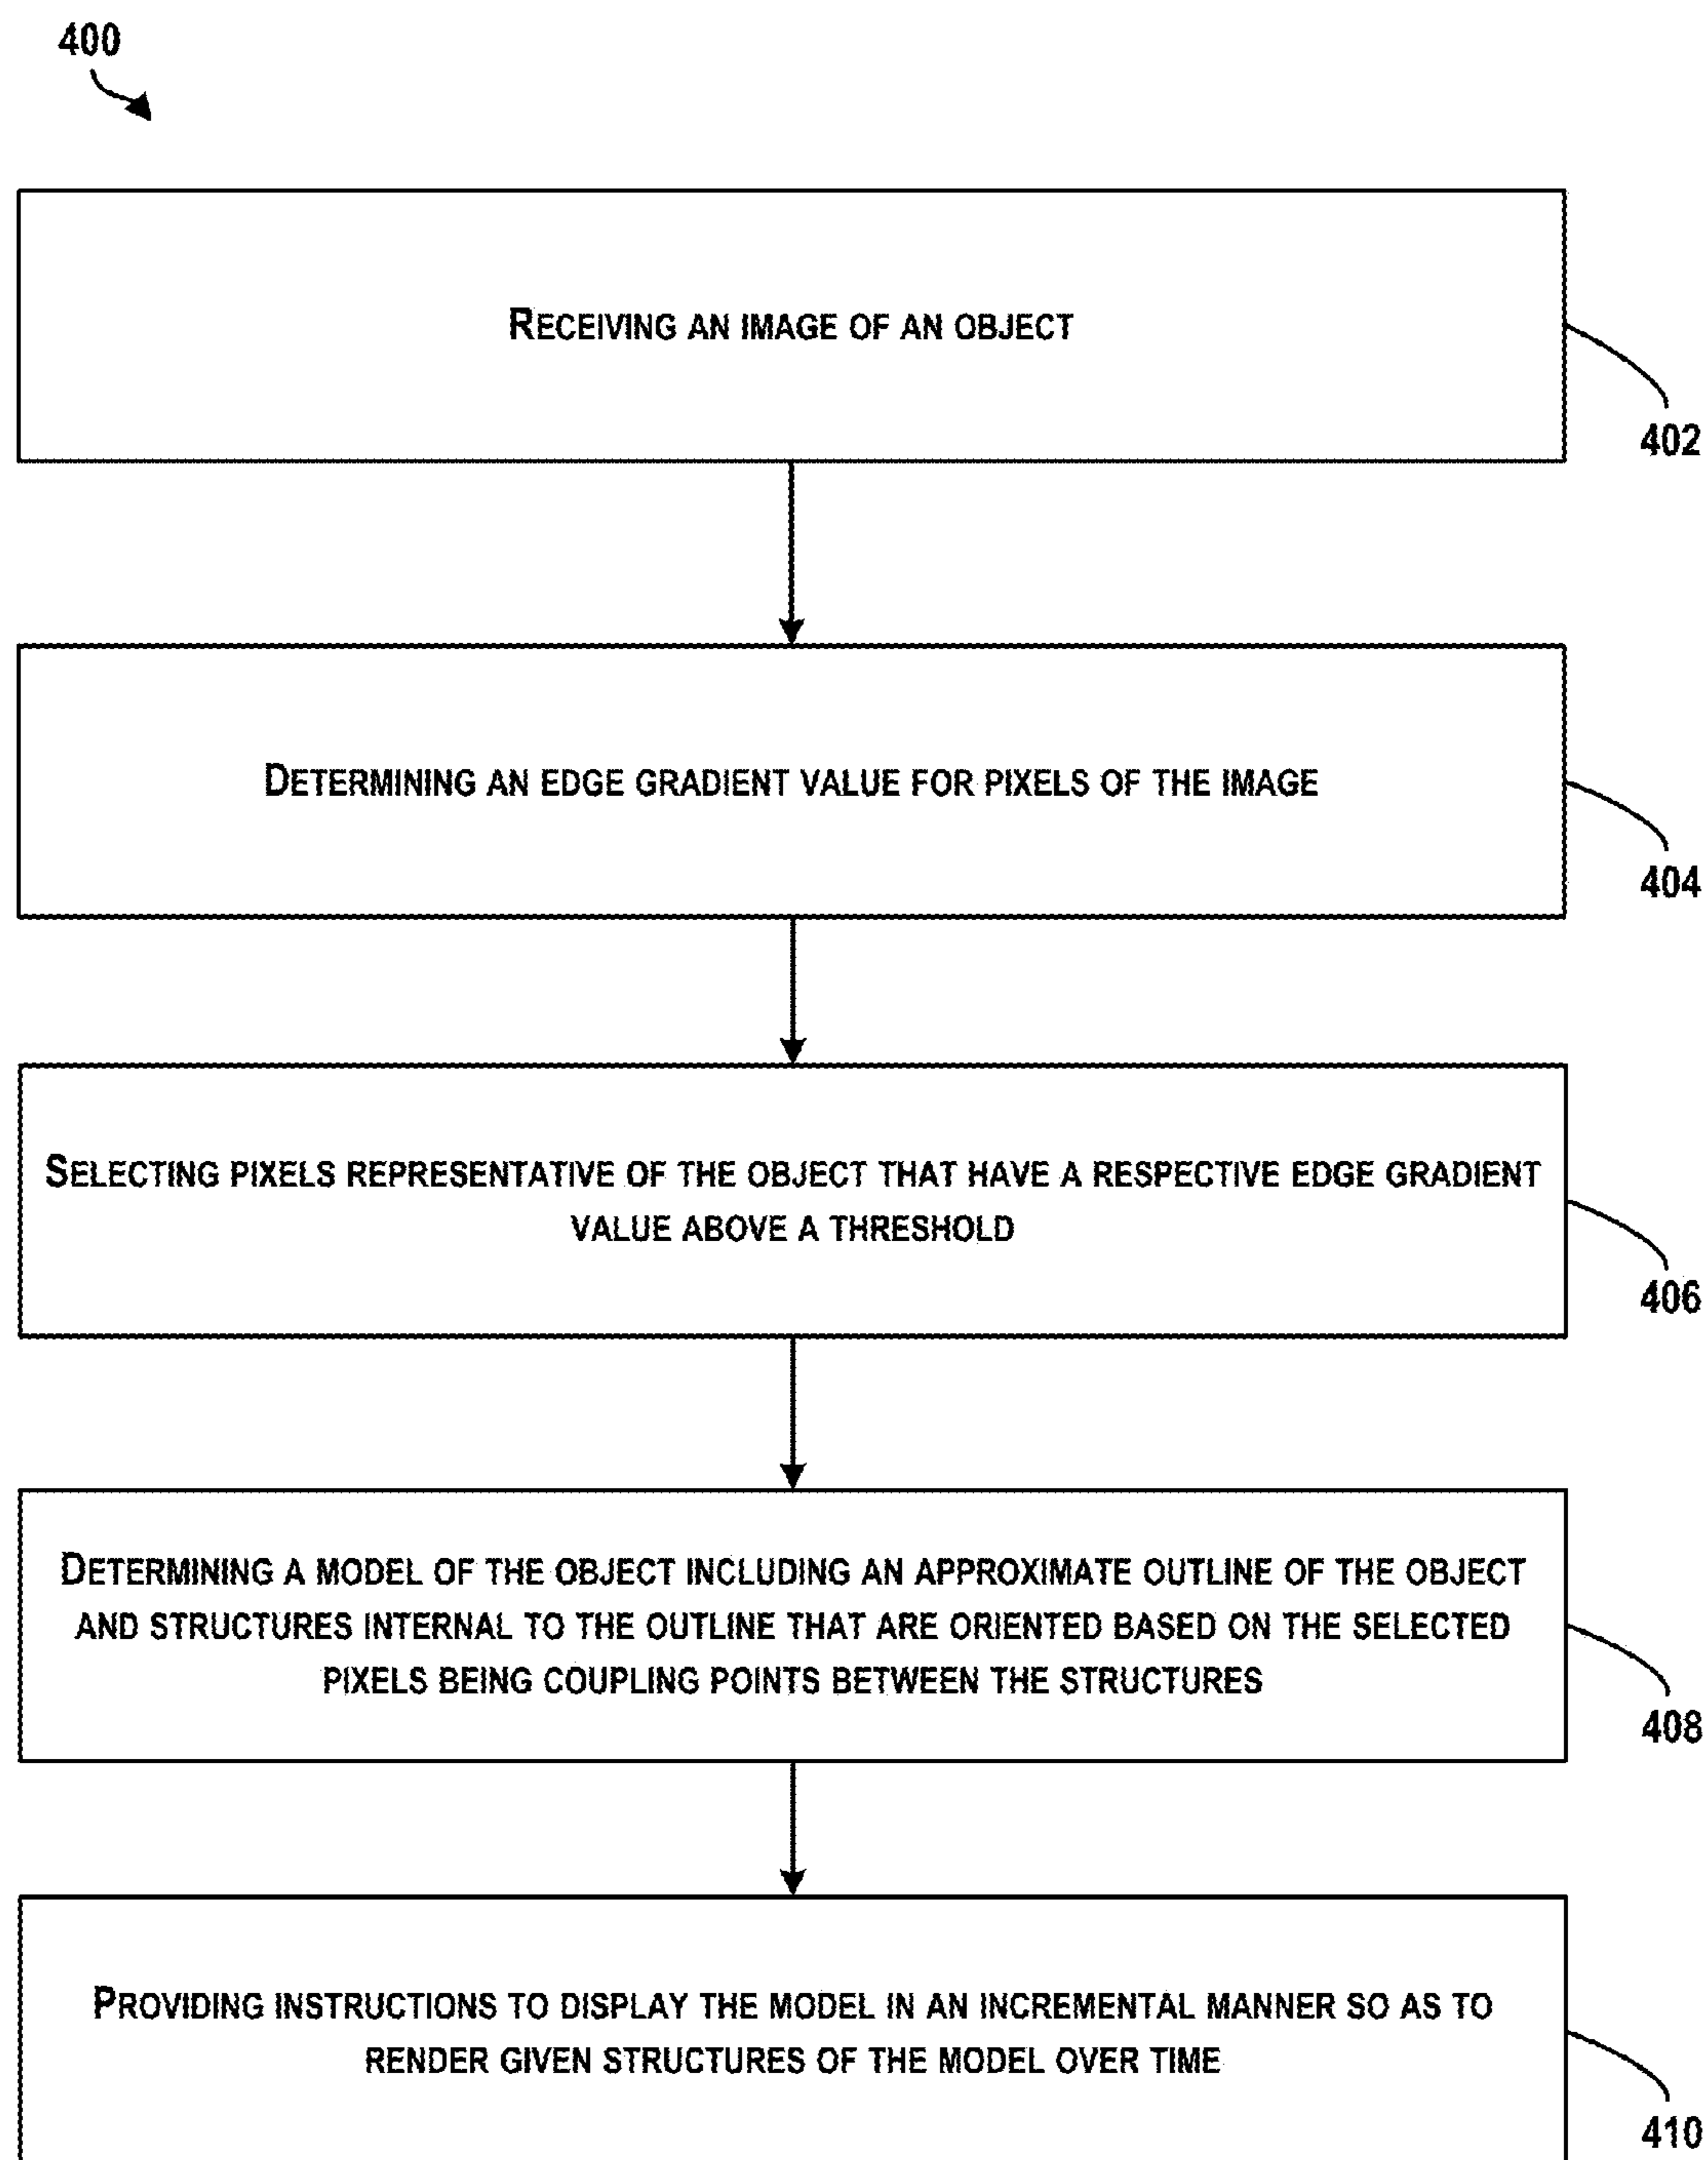 400
RECEIVING AN IMAGE OF AN OBJECT
402
DETERMINING AN EDGE GRADIENT VALUE FOR PIXELS OF THE IMAGE
404
SELECTING PIXELS REPRESENTATIVE OF THE OBJECT THAT HAVE A RESPECTIVE EDGE GRADIENT
VALUE ABOVE A THRESHOLD
406
DETERMINING A MODEL OF THE OBJECT INCLUDING AN APPROXIMATE OUTLINE OF THE OBJECT
AND STRUCTURES INTERNAL TO THE OUTLINE THAT ARE ORIENTED BASED ON THE SELECTED
PIXELS BEING COUPLING POINTS BETWEEN THE STRUCTURES
408
PROVIDING INSTRUCTIONS TO DISPLAY THE MODEL IN AN INCREMENTAL MANNER SO AS TO
RENDER GIVEN STRUCTURES OF THE MODEL OVER TIME
410